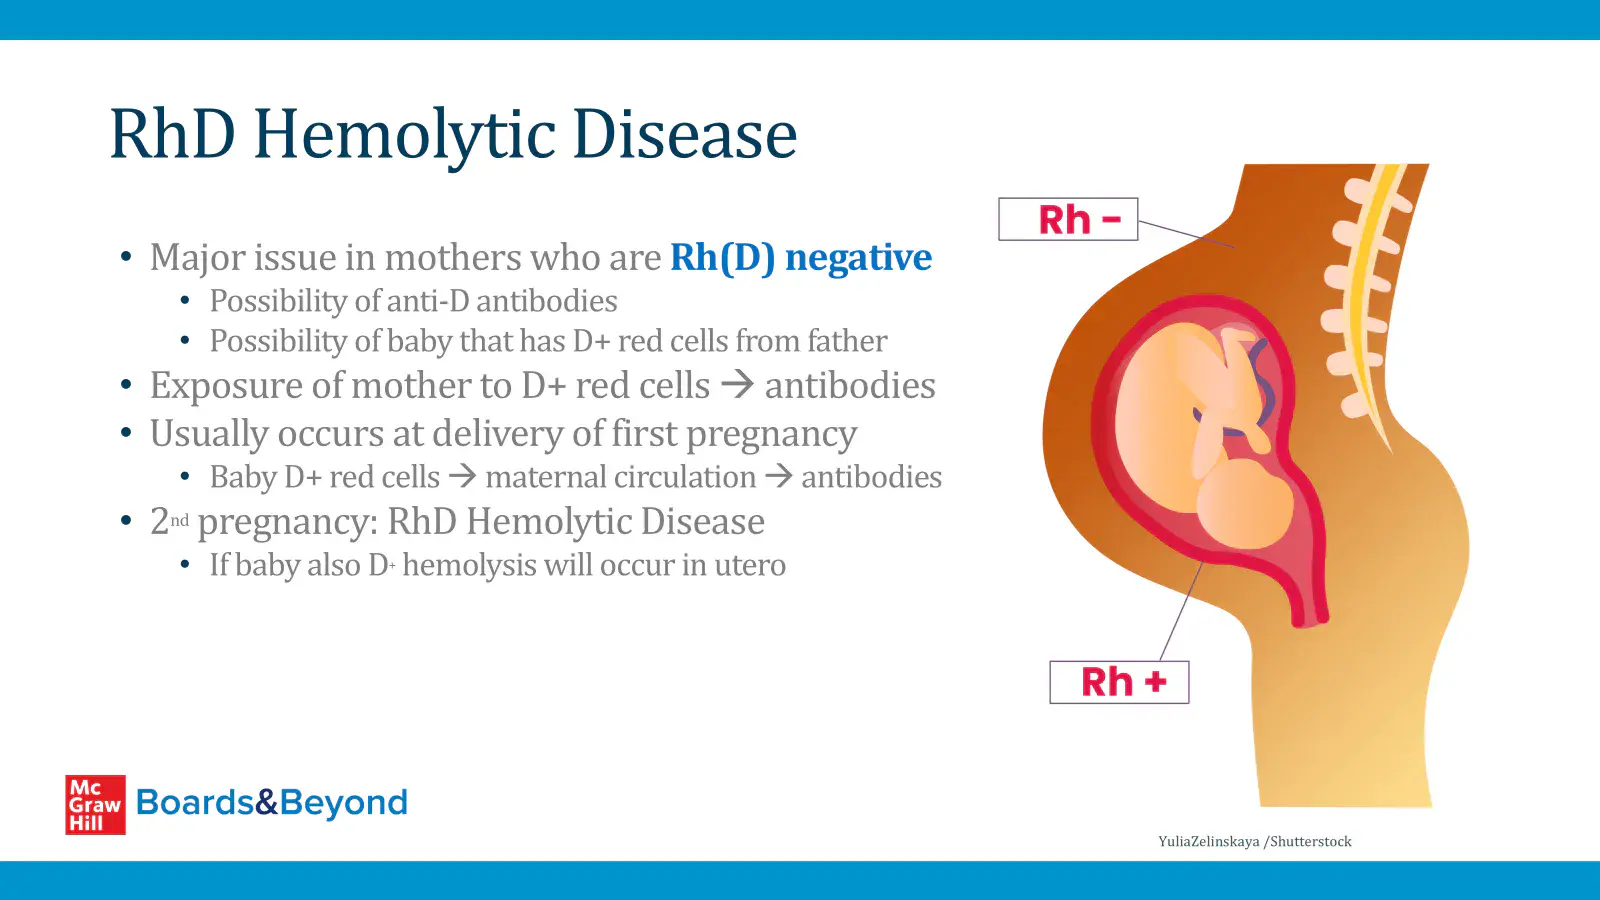 RhD Hemolytic Disease
• Major issue in mothers who are Rh(D) negative
• Possibility of anti-D antibodies
• Possibility of baby that has D+ red cells from father
• Exposure of mother to D+ red cells → antibodies
• Usually occurs at delivery of first pregnancy
• Baby D+ red cells → maternal circulation → antibodies
• 2nd pregnancy: RhD Hemolytic Disease
• If baby also D+ hemolysis will occur in utero
Rh -
Rh +
Mc
Graw
Hill
Boards&Beyond
YuliaZelinskaya /Shutterstock